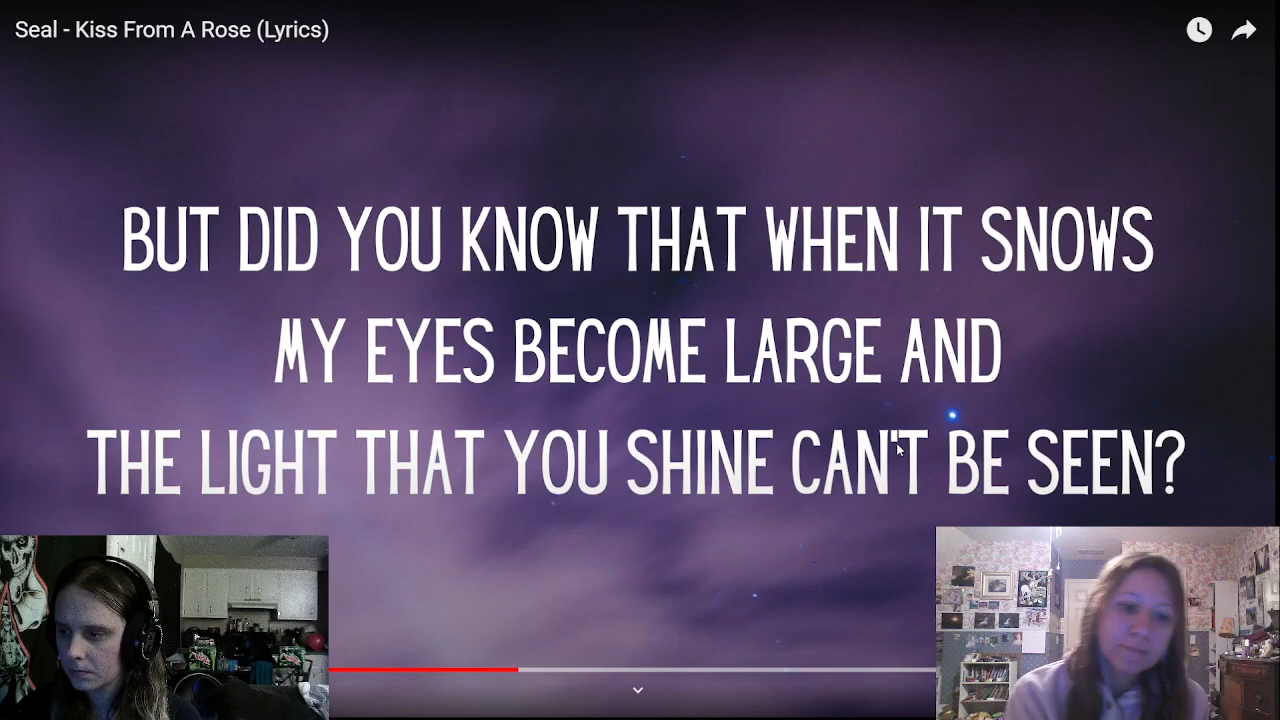 Seal - Kiss From A Rose (Lyrics)
BUT DID YOU KNOW THAT WHEN IT SNOWS
MY EYES BECOME LARGE AND
THE LIGHT THAT YOU SHINE CAN'T BE SEEN?